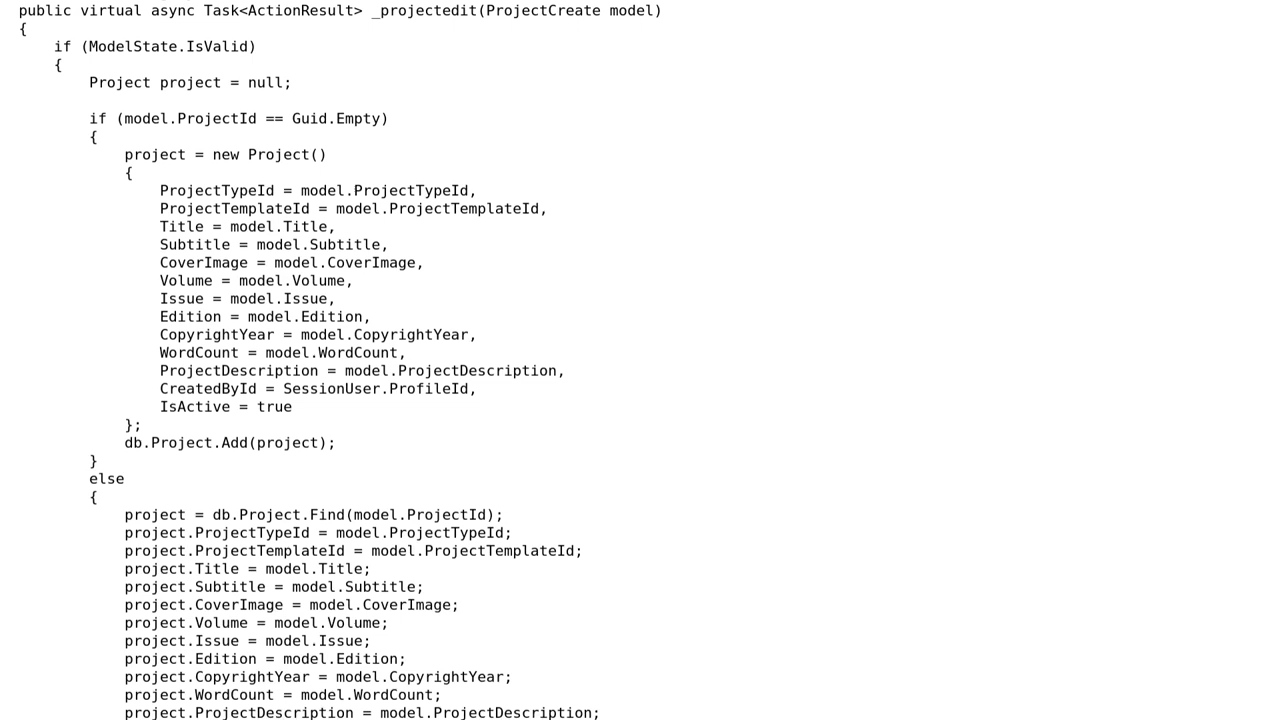 public virtual async Task<ActionResult> _projectedit(ProjectCreate model)
{
    if (ModelState.IsValid)
    {
        Project project = null;

        if (model.ProjectId == Guid.Empty)
        {
            project = new Project()
            {
                ProjectTypeId = model.ProjectTypeId,
                ProjectTemplateId = model.ProjectTemplateId,
                Title = model.Title,
                Subtitle = model.Subtitle,
                CoverImage = model.CoverImage,
                Volume = model.Volume,
                Issue = model.Issue,
                Edition = model.Edition,
                CopyrightYear = model.CopyrightYear,
                WordCount = model.WordCount,
                ProjectDescription = model.ProjectDescription,
                CreatedById = SessionUser.ProfileId,
                IsActive = true
            };
            db.Project.Add(project);
        }
        else
        {
            project = db.Project.Find(model.ProjectId);
            project.ProjectTypeId = model.ProjectTypeId;
            project.ProjectTemplateId = model.ProjectTemplateId;
            project.Title = model.Title;
            project.Subtitle = model.Subtitle;
            project.CoverImage = model.CoverImage;
            project.Volume = model.Volume;
            project.Issue = model.Issue;
            project.Edition = model.Edition;
            project.CopyrightYear = model.CopyrightYear;
            project.WordCount = model.WordCount;
            project.ProjectDescription = model.ProjectDescription;